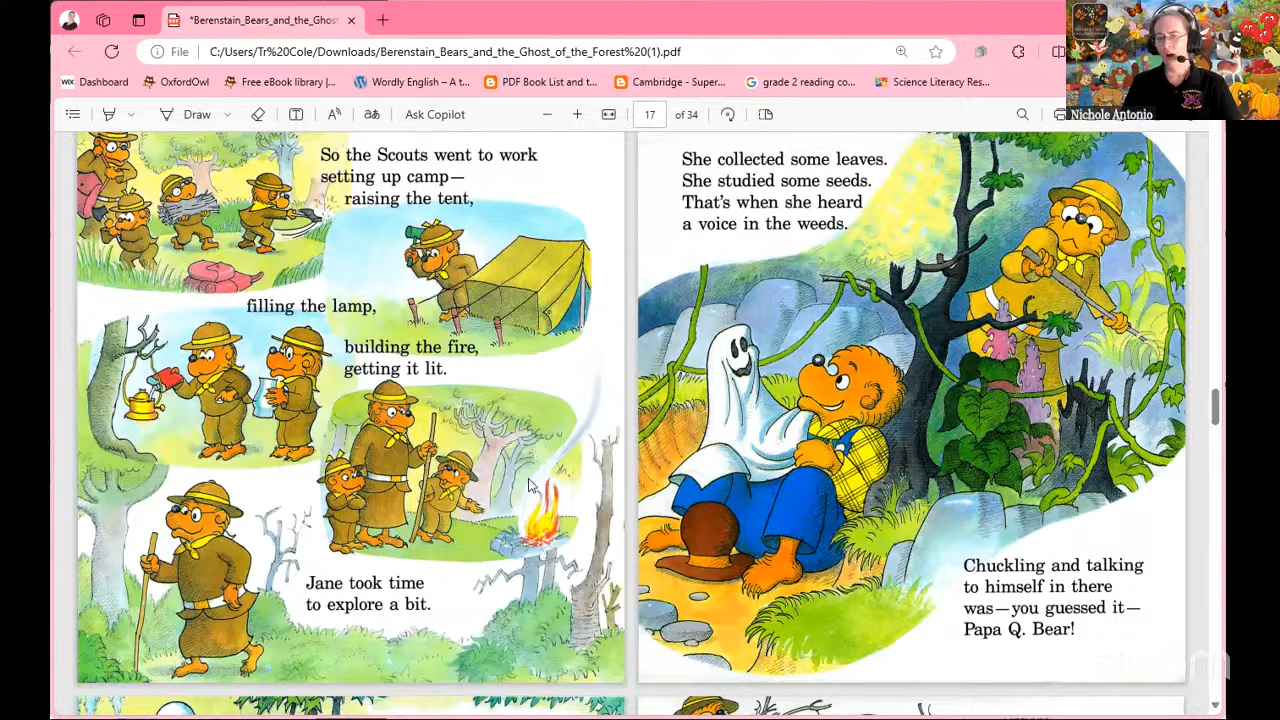 *Berenstain_Bears_and_the_Ghost
File
C:/Users/Tr%20Cole/Downloads/Berenstain_Bears_and_the_Ghost_of_the_Forest%20(1).pdf
WIX Dashboard
OxfordOwl
Free eBook library |...
Wordly English – A t...
PDF Book List and t...
Cambridge - Super...
grade 2 reading co...
Science Literacy Res...
Nichole Antonio
Draw
Ask Copilot
17 of 34
So the Scouts went to work
setting up camp—
raising the tent,
filling the lamp,
building the fire,
getting it lit.
Jane took time
to explore a bit.
She collected some leaves.
She studied some seeds.
That's when she heard
a voice in the weeds.
Chuckling and talking
to himself in there
was—you guessed it—
Papa Q. Bear!